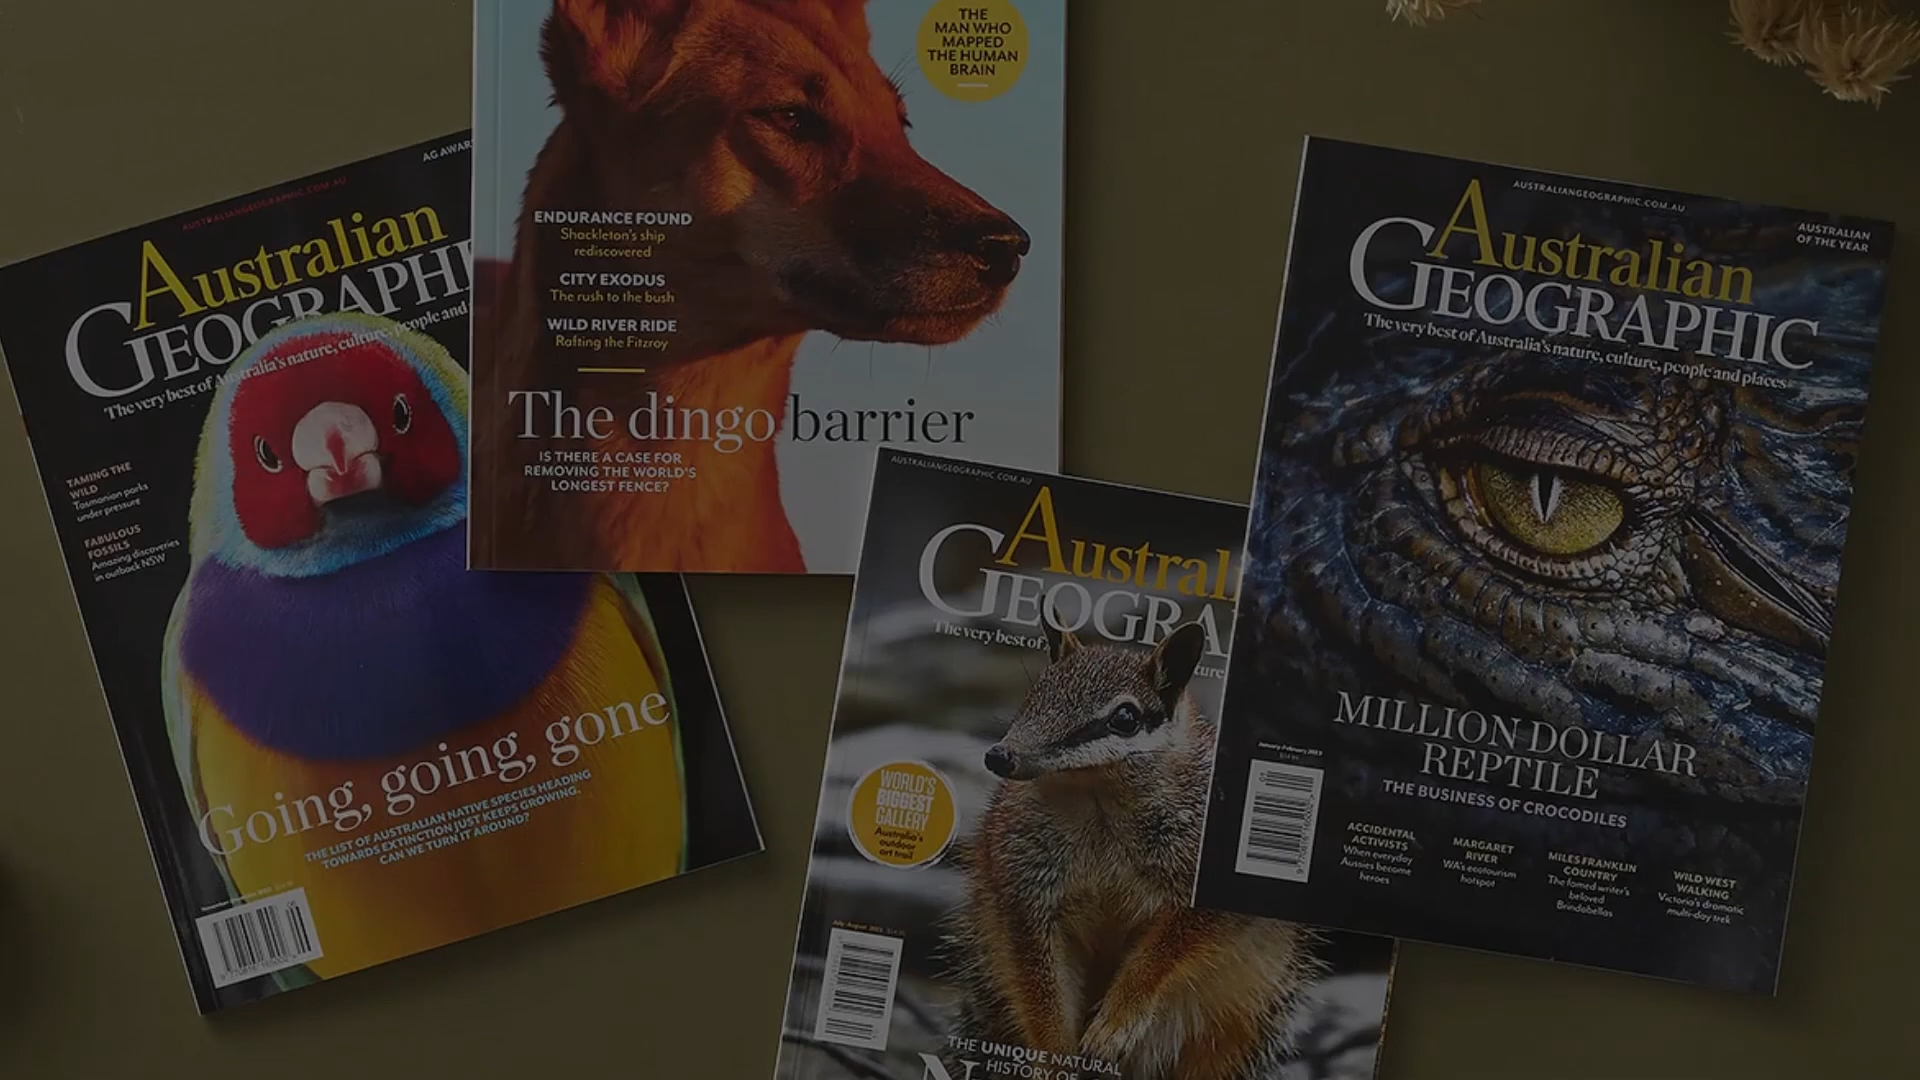 THE
MAN WHO
MAPPED
THE HUMAN
BRAIN
ENDURANCE FOUND
Shackleton's ship
rediscovered
CITY EXODUS
The rush to the bush
WILD RIVER RIDE
Rafting the Fitzroy
The dingo barrier
IS THERE A CASE FOR
REMOVING THE WORLD'S
LONGEST FENCE?
AUSTRALIANGEOGRAPHIC.COM.AU
AG AWAR
Australian
GEOGRAPHI
The very best of Australia's nature, culture, people and
TAMING THE
WILD
Tasmanian parks
under pressure
FABULOUS
FOSSILS
Amazing discoveries
in outback NSW
Going, going, gone
THE LIST OF AUSTRALIAN NATIVE SPECIES HEADING
TOWARDS EXTINCTION JUST KEEPS GROWING.
CAN WE TURN IT AROUND?
AUSTRALIANGEOGRAPHIC.COM.AU
Austral
GEOGRA
The very best of
ture
WORLD'S
BIGGEST
GALLERY
Australia's
outdoor
art trail
THE UNIQUE NATURAL
HISTORY OF
AUSTRALIANGEOGRAPHIC.COM.AU
AUSTRALIAN
OF THE YEAR
Australian
GEOGRAPHIC
The very best of Australia's nature, culture, people and places
MILLION DOLLAR
REPTILE
THE BUSINESS OF CROCODILES
January-February 2023
ACCIDENTAL
ACTIVISTS
When everyday
Aussies become
heroes
MARGARET
RIVER
WA's ecotourism
hotspot
MILES FRANKLIN
COUNTRY
The famed writer's
beloved
Brindabellas
WILD WEST
WALKING
Victoria's dramatic
multi-day trek